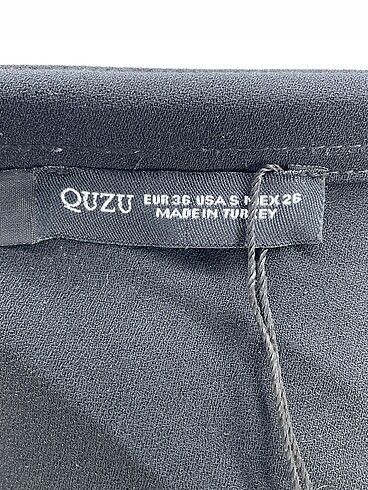 QUZU
EUR 36 USA S MEX 26
MADE IN TURKEY